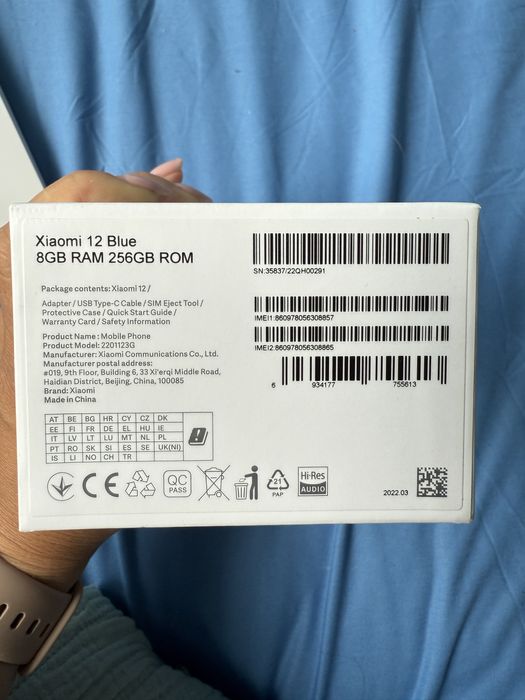 Xiaomi 12 Blue
8GB RAM 256GB ROM
SN:35837/22QH00291
Package contents: Xiaomi 12 /
Adapter / USB Type-C Cable / SIM Eject Tool /
Protective Case / Quick Start Guide /
Warranty Card / Safety Information
IMEI1:860978056308857
IMEI2:860978056308865
6 934177 755613
Product Name : Mobile Phone
Product Model: 2201123G
Manufacturer: Xiaomi Communications Co., Ltd.
Manufacturer postal address:
#019, 9th Floor, Building 6, 33 Xi'erqi Middle Road,
Haidian District, Beijing, China, 100085
Brand: Xiaomi
Made in China
AT BE BG HR CY CZ DK
EE FI FR DE EL HU IE
IT LV LT LU MT NL PL
PT RO SK SI ES SE UK(NI)
IS LI NO CH TR
CE
QC
PASS
21
PAP
Hi-Res
AUDIO
2022.03